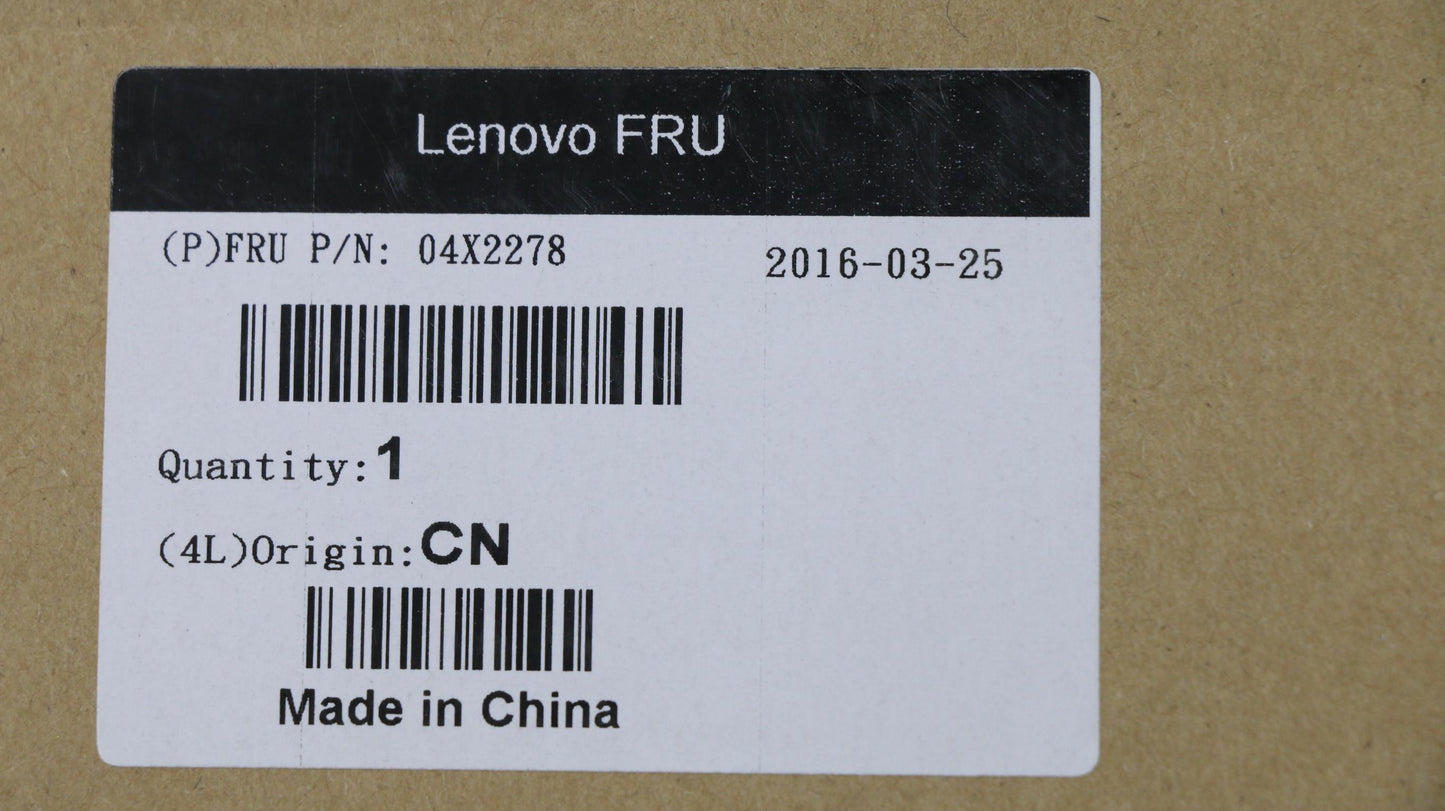 Lenovo FRU
(P)FRU P/N: 04X2278
2016-03-25
Quantity:1
(4L)Origin:CN
Made in China